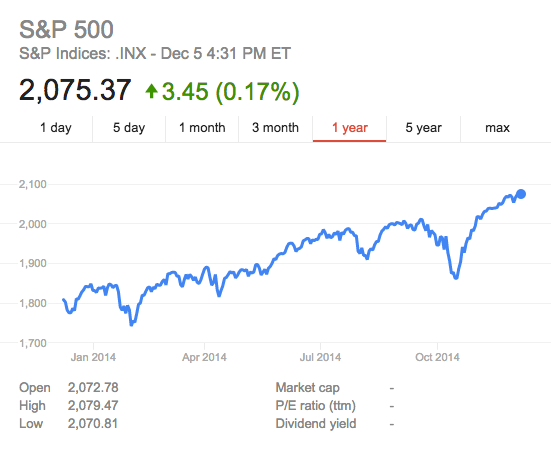 S&P 500
S&P Indices: .INX - Dec 5 4:31 PM ET
2,075.37 3.45 (0.17%)
1 day 5 day 1 month 3 month 1 year 5 year max
2,100
2,000
1,900
1,800
1,700
Jan 2014 Apr 2014 Jul 2014 Oct 2014
Open 2,072.78 Market cap -
High 2,079.47 P/E ratio (ttm) -
Low 2,070.81 Dividend yield -